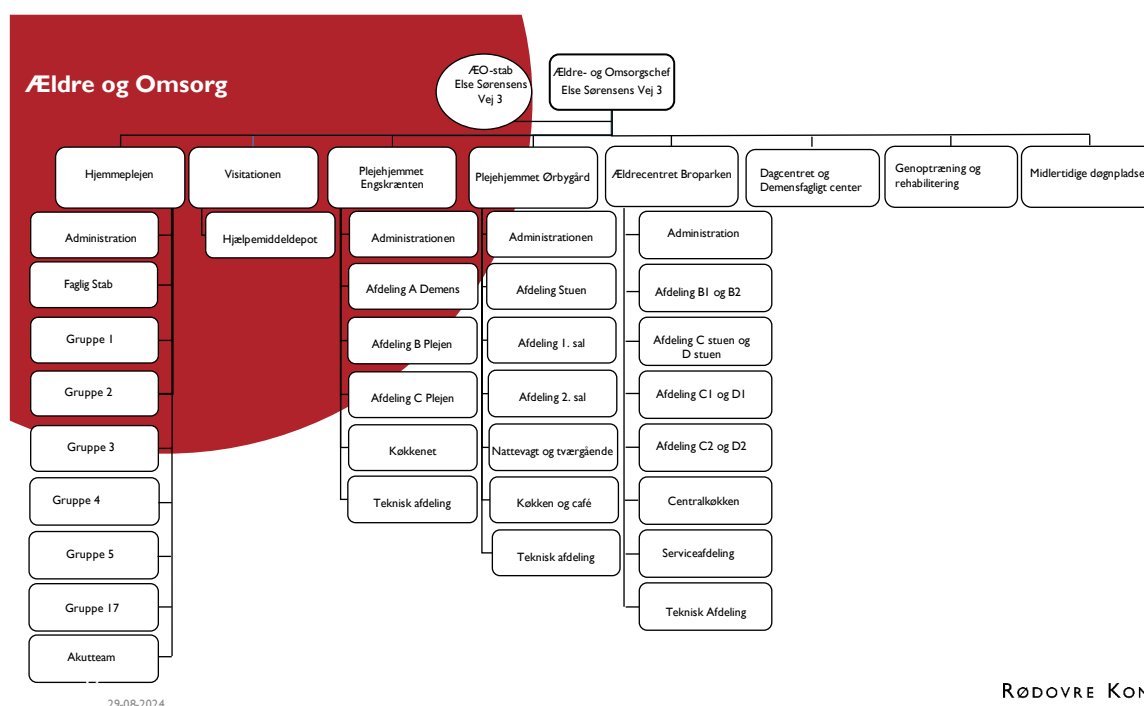 Ældre og Omsorg
ÆO-stab
Else Sørensens
Vej 3
Ældre- og Omsorgschef
Else Sørensens Vej 3
Hjemmeplejen
Visitationen
Plejehjemmet
Engskrænten
Plejehjemmet Ørbygård
Ældrecentret Broparken
Dagcentret og
Demensfagligt center
Genoptræning og
rehabilitering
Midlertidige døgnpladse
Administration
Faglig Stab
Gruppe 1
Gruppe 2
Gruppe 3
Gruppe 4
Gruppe 5
Gruppe 17
Akutteam
Hjælpemiddeldepot
Administrationen
Afdeling A Demens
Afdeling B Plejen
Afdeling C Plejen
Køkkenet
Teknisk afdeling
Administrationen
Afdeling Stuen
Afdeling 1. sal
Afdeling 2. sal
Nattevagt og tværgående
Køkken og café
Teknisk afdeling
Administration
Afdeling B1 og B2
Afdeling C stuen og
D stuen
Afdeling C1 og D1
Afdeling C2 og D2
Centralkøkken
Serviceafdeling
Teknisk Afdeling
29-08-2024
RØDOVRE KOM